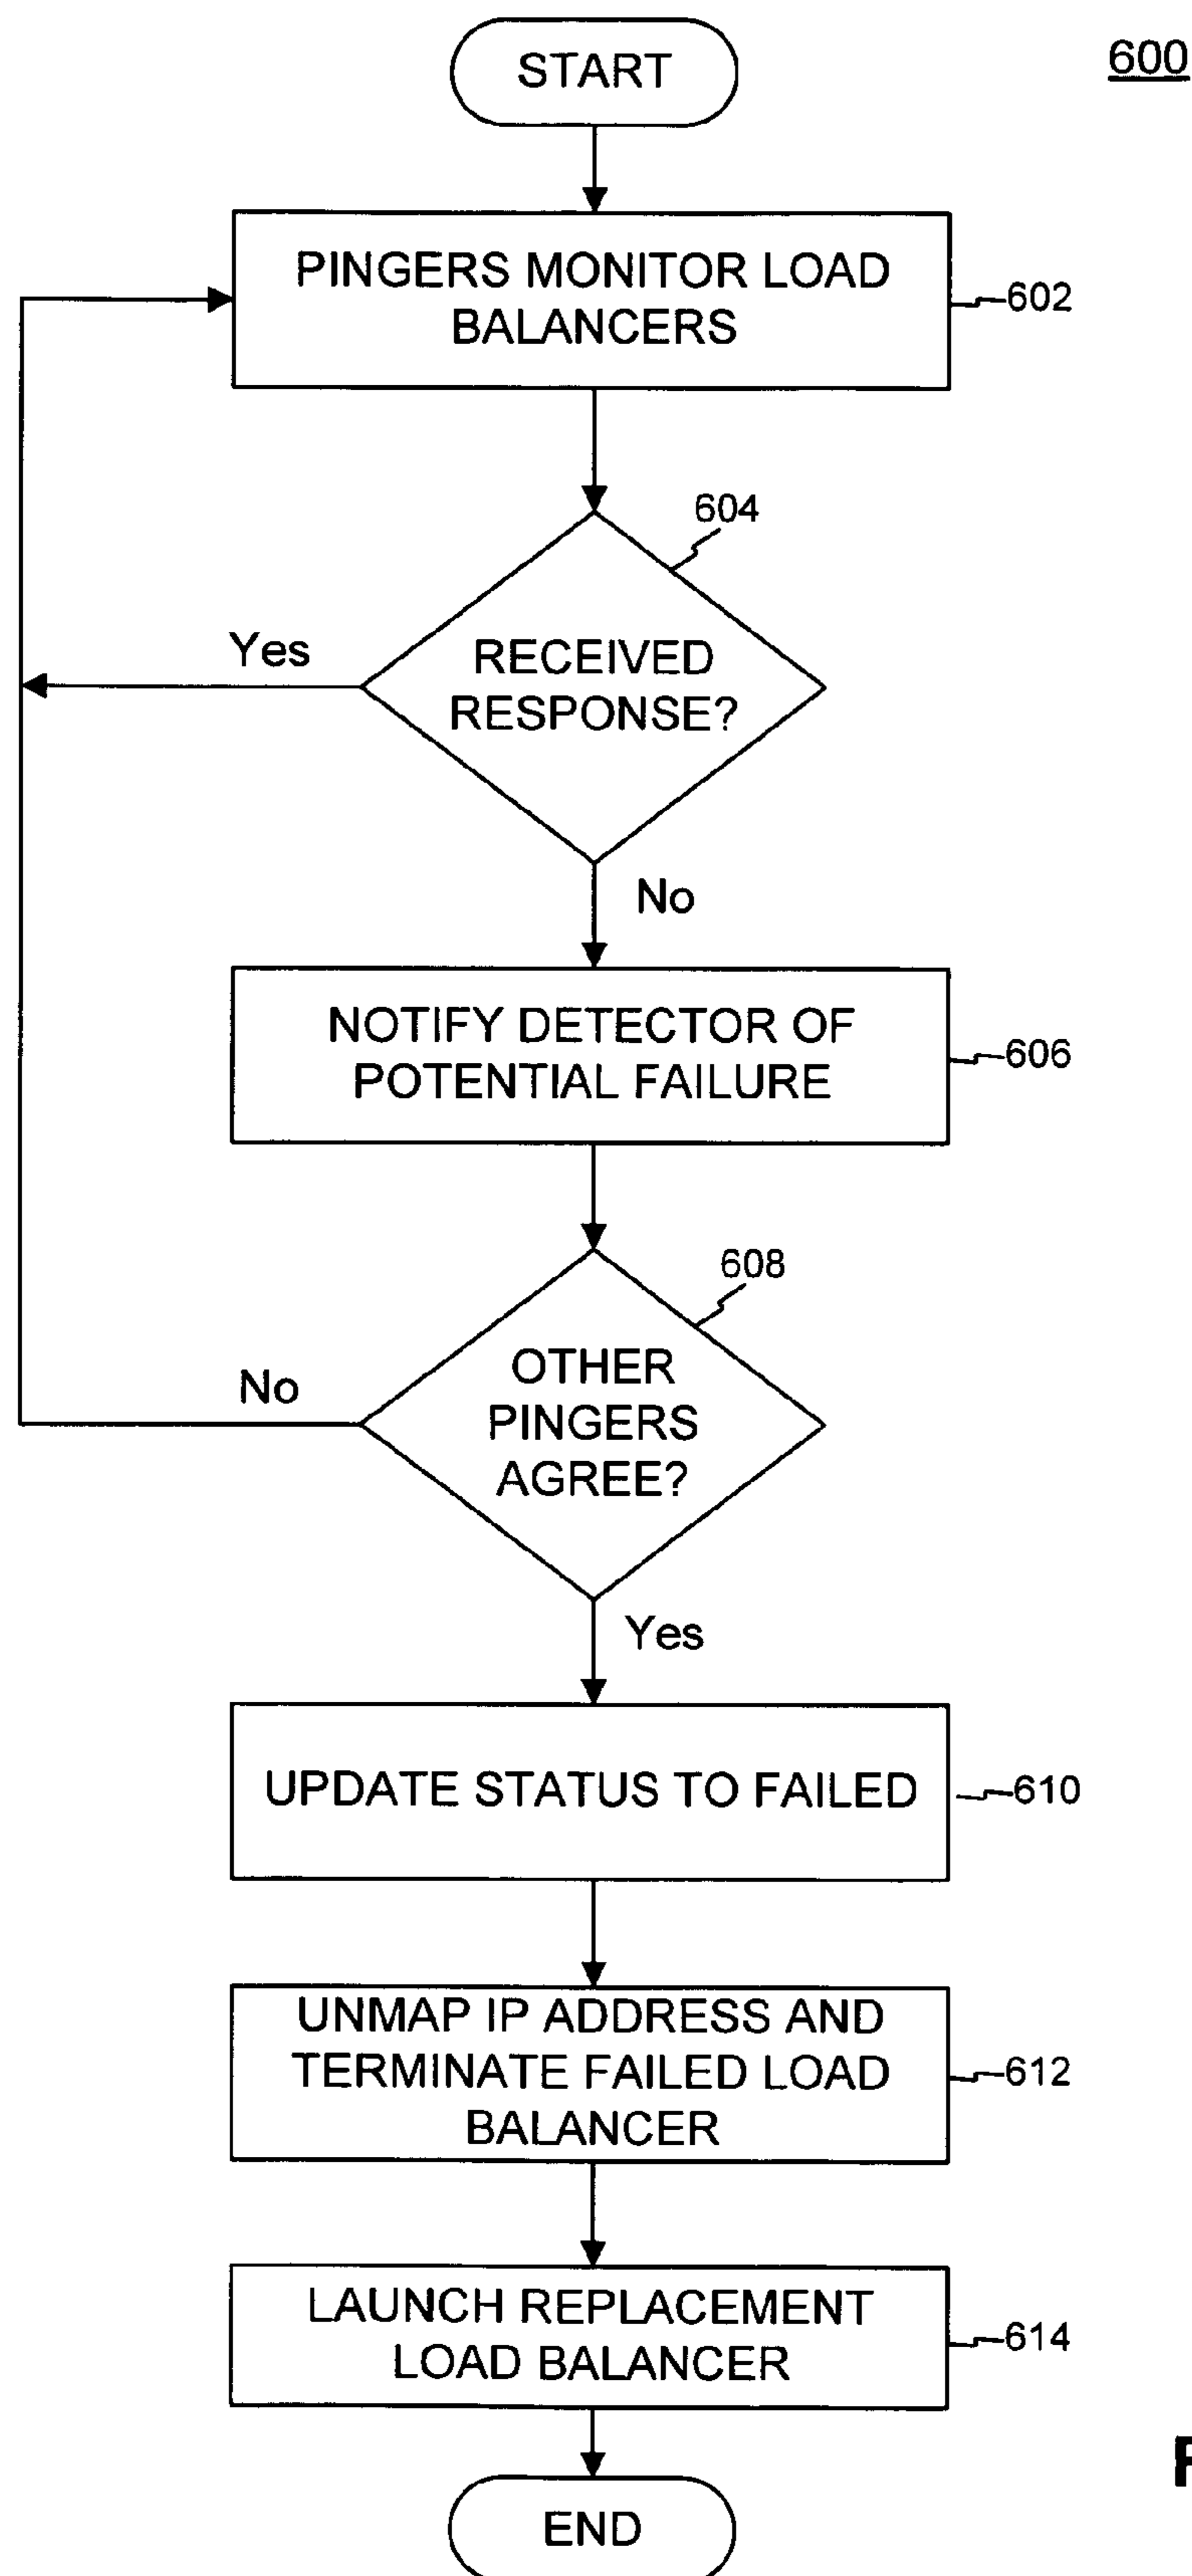 START
600
PINGERS MONITOR LOAD
BALANCERS
602
604
Yes
RECEIVED
RESPONSE?
No
NOTIFY DETECTOR OF
POTENTIAL FAILURE
606
608
No
OTHER
PINGERS
AGREE?
Yes
UPDATE STATUS TO FAILED
610
UNMAP IP ADDRESS AND
TERMINATE FAILED LOAD
BALANCER
612
LAUNCH REPLACEMENT
LOAD BALANCER
614
END